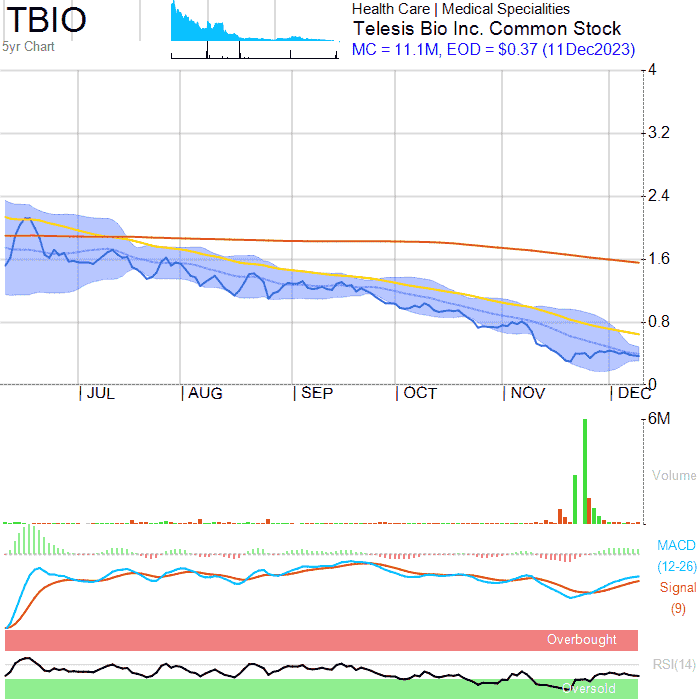 TBIO
5yr Chart
Health Care | Medical Specialities
Telesis Bio Inc. Common Stock
MC = 11.1M, EOD = $0.37 (11Dec2023)
4
3.2
2.4
1.6
0.8
0
JUL AUG SEP OCT NOV DEC
6M
Volume
MACD
(12-26)
Signal
(9)
Overbought
RSI(14)
Oversold